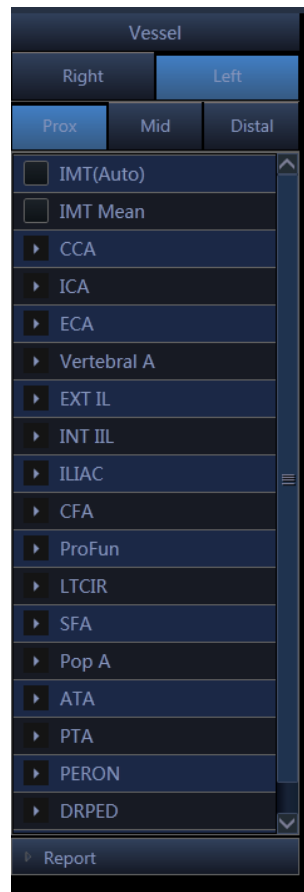 Vessel
Right Left
Prox Mid Distal
IMT(Auto)
IMT Mean
CCA
ICA
ECA
Vertebral A
EXT IL
INT IIL
ILIAC
CFA
ProFun
LTCIR
SFA
Pop A
ATA
PTA
PERON
DRPED
Report